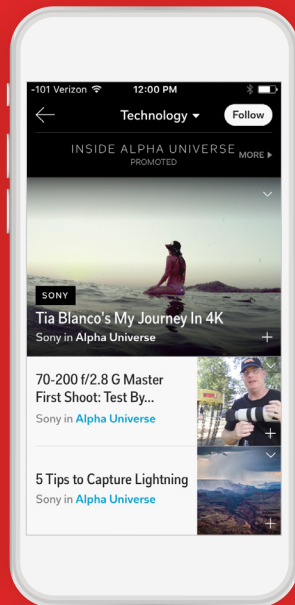 -101 Verizon 12:00 PM
Technology Follow
INSIDE ALPHA UNIVERSE MORE
PROMOTED
SONY
Tia Blanco's My Journey In 4K
Sony in Alpha Universe
70-200 f/2.8 G Master
First Shoot: Test By...
Sony in Alpha Universe
5 Tips to Capture Lightning
Sony in Alpha Universe